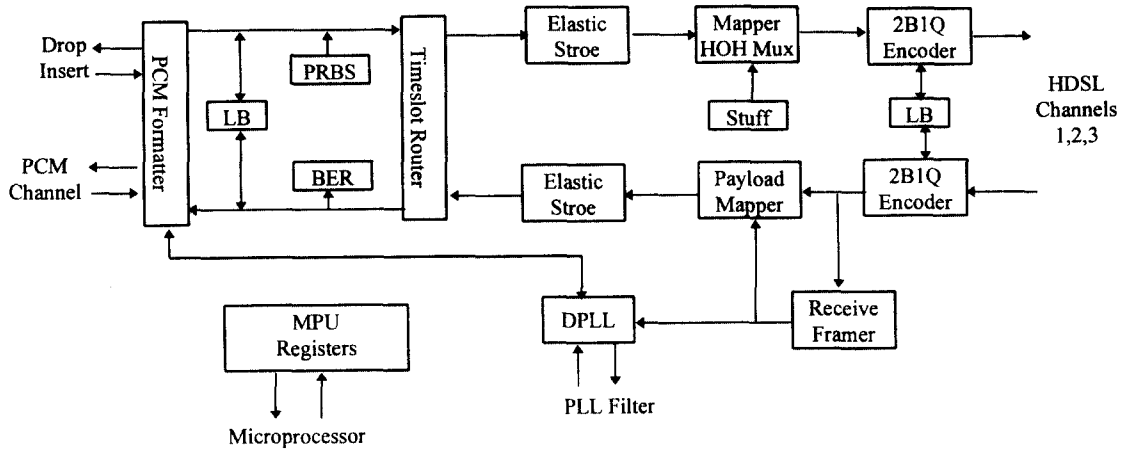 Drop
Insert
PCM
Channel
PCM Formatter
PRBS
LB
BER
Timeslot Router
Elastic
Stroe
Mapper
HOH Mux
2B1Q
Encoder
Stuff
LB
HDSL
Channels
1,2,3
Elastic
Stroe
Payload
Mapper
2B1Q
Encoder
MPU
Registers
DPLL
Receive
Framer
PLL Filter
Microprocessor